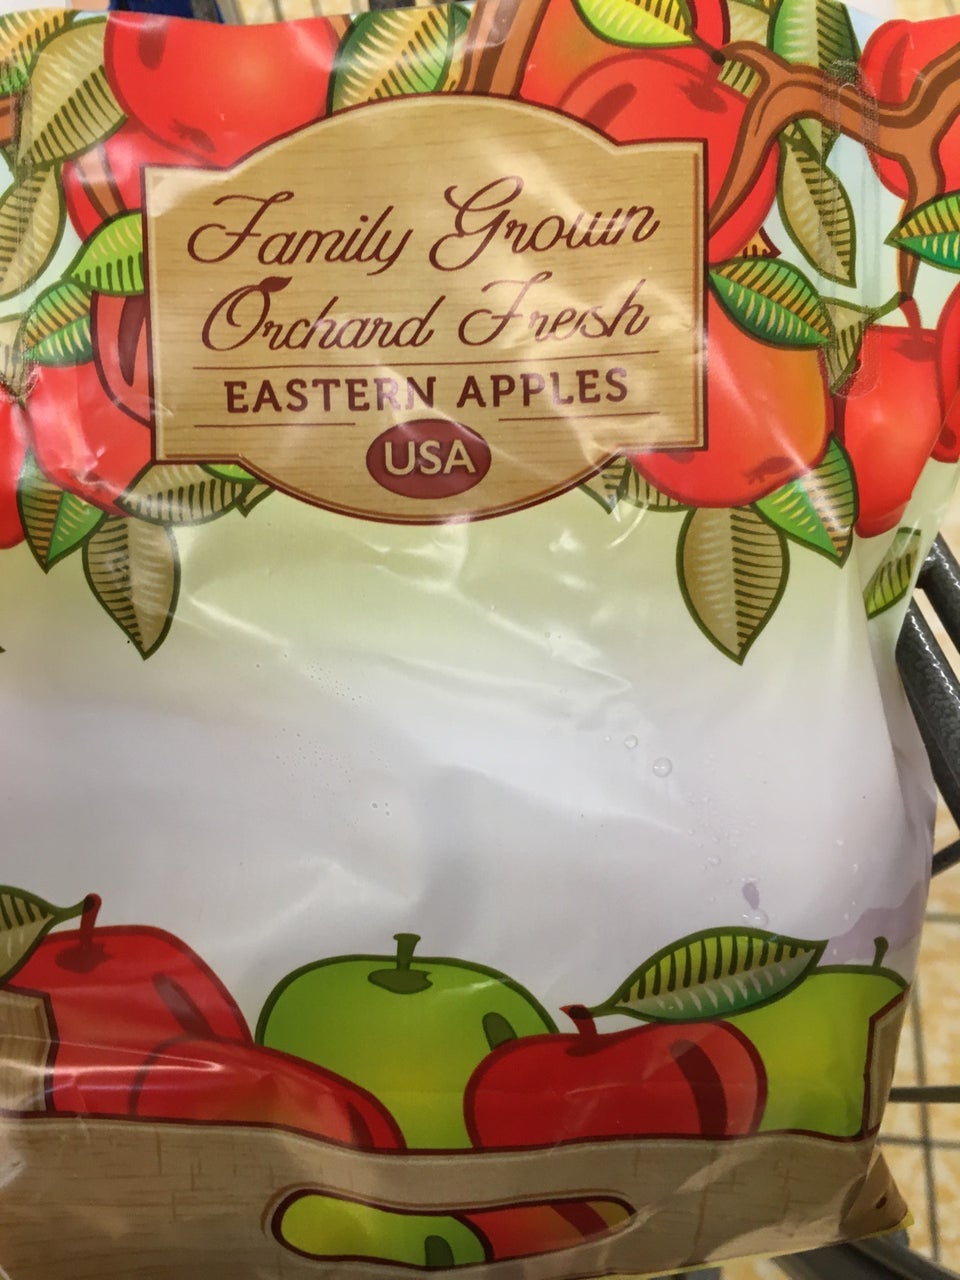 Family Grown
Orchard Fresh
EASTERN APPLES
USA